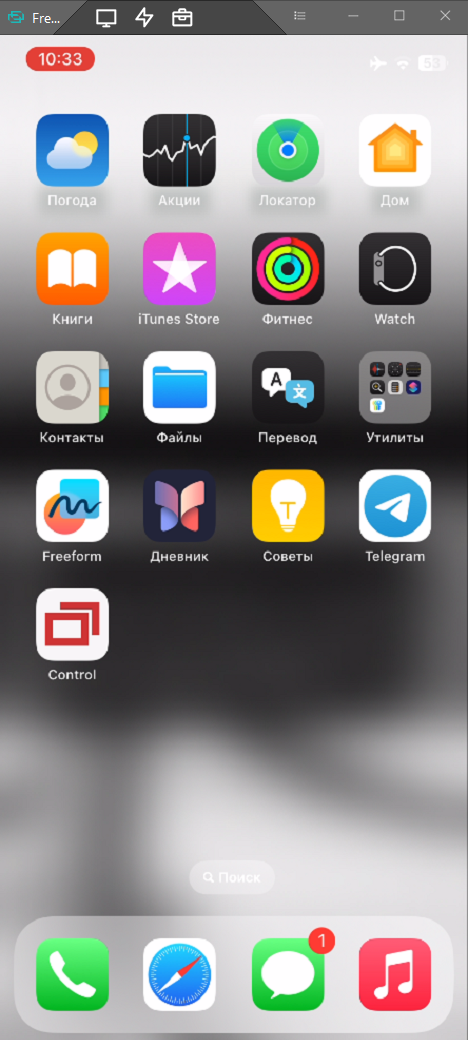 Fre...
10:33
58
Погода Акции Локатор Дом
Книги iTunes Store Фитнес Watch
Контакты Файлы Перевод Утилиты
Freeform Дневник Советы Telegram
Control
Поиск
1